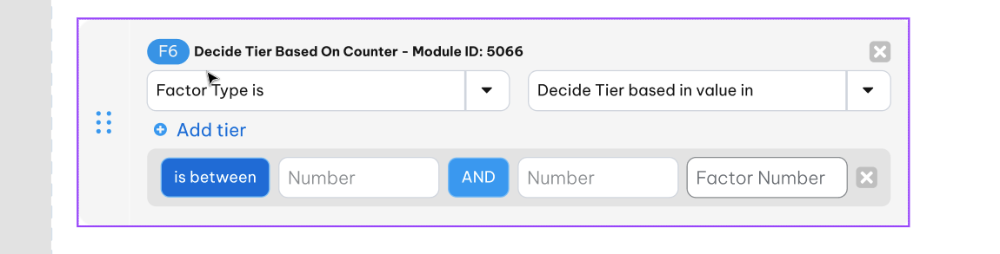 F6 Decide Tier Based On Counter - Module ID: 5066
Factor Type is Decide Tier based in value in
Add tier
is between Number AND Number Factor Number